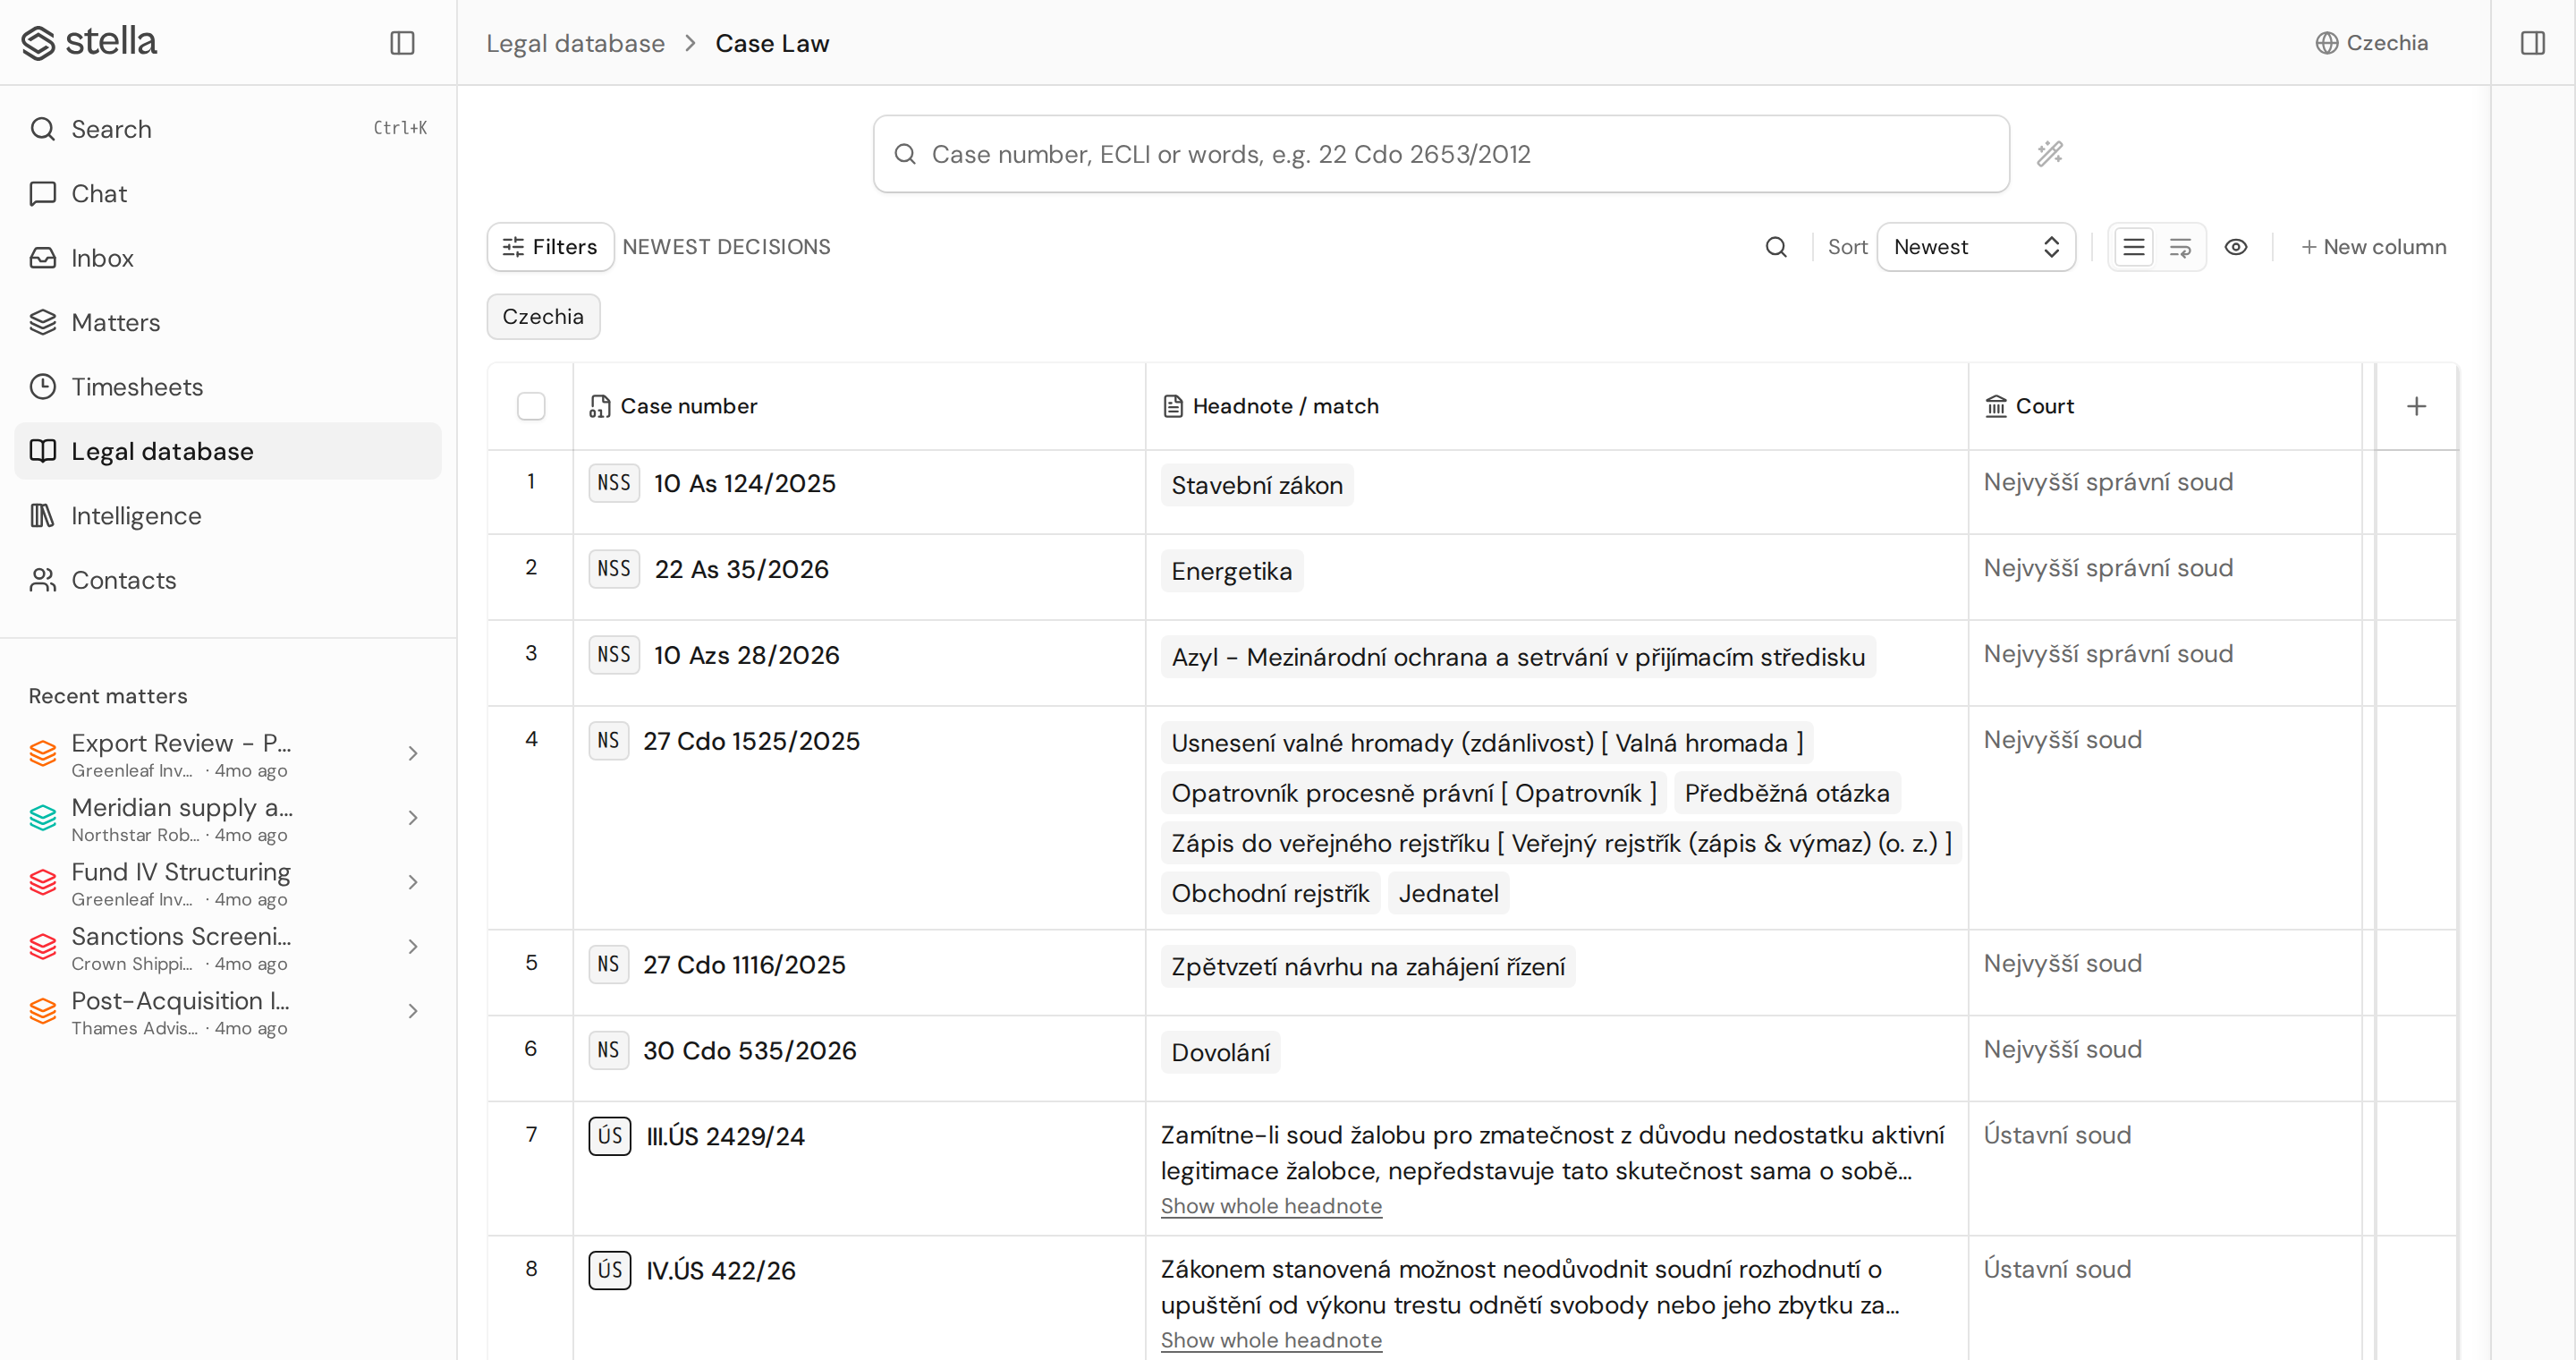 stella
Legal database > Case Law
Czechia
Search Ctrl+K
Chat
Inbox
Matters
Timesheets
Legal database
Intelligence
Contacts
Recent matters
Export Review - P...
Greenleaf Inv... · 4mo ago
Meridian supply a...
Northstar Rob... · 4mo ago
Fund IV Structuring
Greenleaf Inv... · 4mo ago
Sanctions Screeni...
Crown Shippi... · 4mo ago
Post-Acquisition I...
Thames Advis... · 4mo ago
Case number, ECLI or words, e.g. 22 Cdo 2653/2012
Filters NEWEST DECISIONS Sort Newest + New column
Czechia
Case number Headnote / match Court
1 NSS 10 As 124/2025 Stavební zákon Nejvyšší správní soud
2 NSS 22 As 35/2026 Energetika Nejvyšší správní soud
3 NSS 10 Azs 28/2026 Azyl - Mezinárodní ochrana a setrvání v přijímacím středisku Nejvyšší správní soud
4 NS 27 Cdo 1525/2025 Usnesení valné hromady (zdánlivost) [ Valná hromada ] Nejvyšší soud
Opatrovník procesně právní [ Opatrovník ] Předběžná otázka
Zápis do veřejného rejstříku [ Veřejný rejstřík (zápis & výmaz) (o. z.) ]
Obchodní rejstřík Jednatel
5 NS 27 Cdo 1116/2025 Zpětvzetí návrhu na zahájení řízení Nejvyšší soud
6 NS 30 Cdo 535/2026 Dovolání Nejvyšší soud
7 ÚS III.ÚS 2429/24 Zamítne-li soud žalobu pro zmatečnost z důvodu nedostatku aktivní Ústavní soud
legitimace žalobce, nepředstavuje tato skutečnost sama o sobě...
Show whole headnote
8 ÚS IV.ÚS 422/26 Zákonem stanovená možnost neodůvodnit soudní rozhodnutí o Ústavní soud
upuštění od výkonu trestu odnětí svobody nebo jeho zbytku za...
Show whole headnote